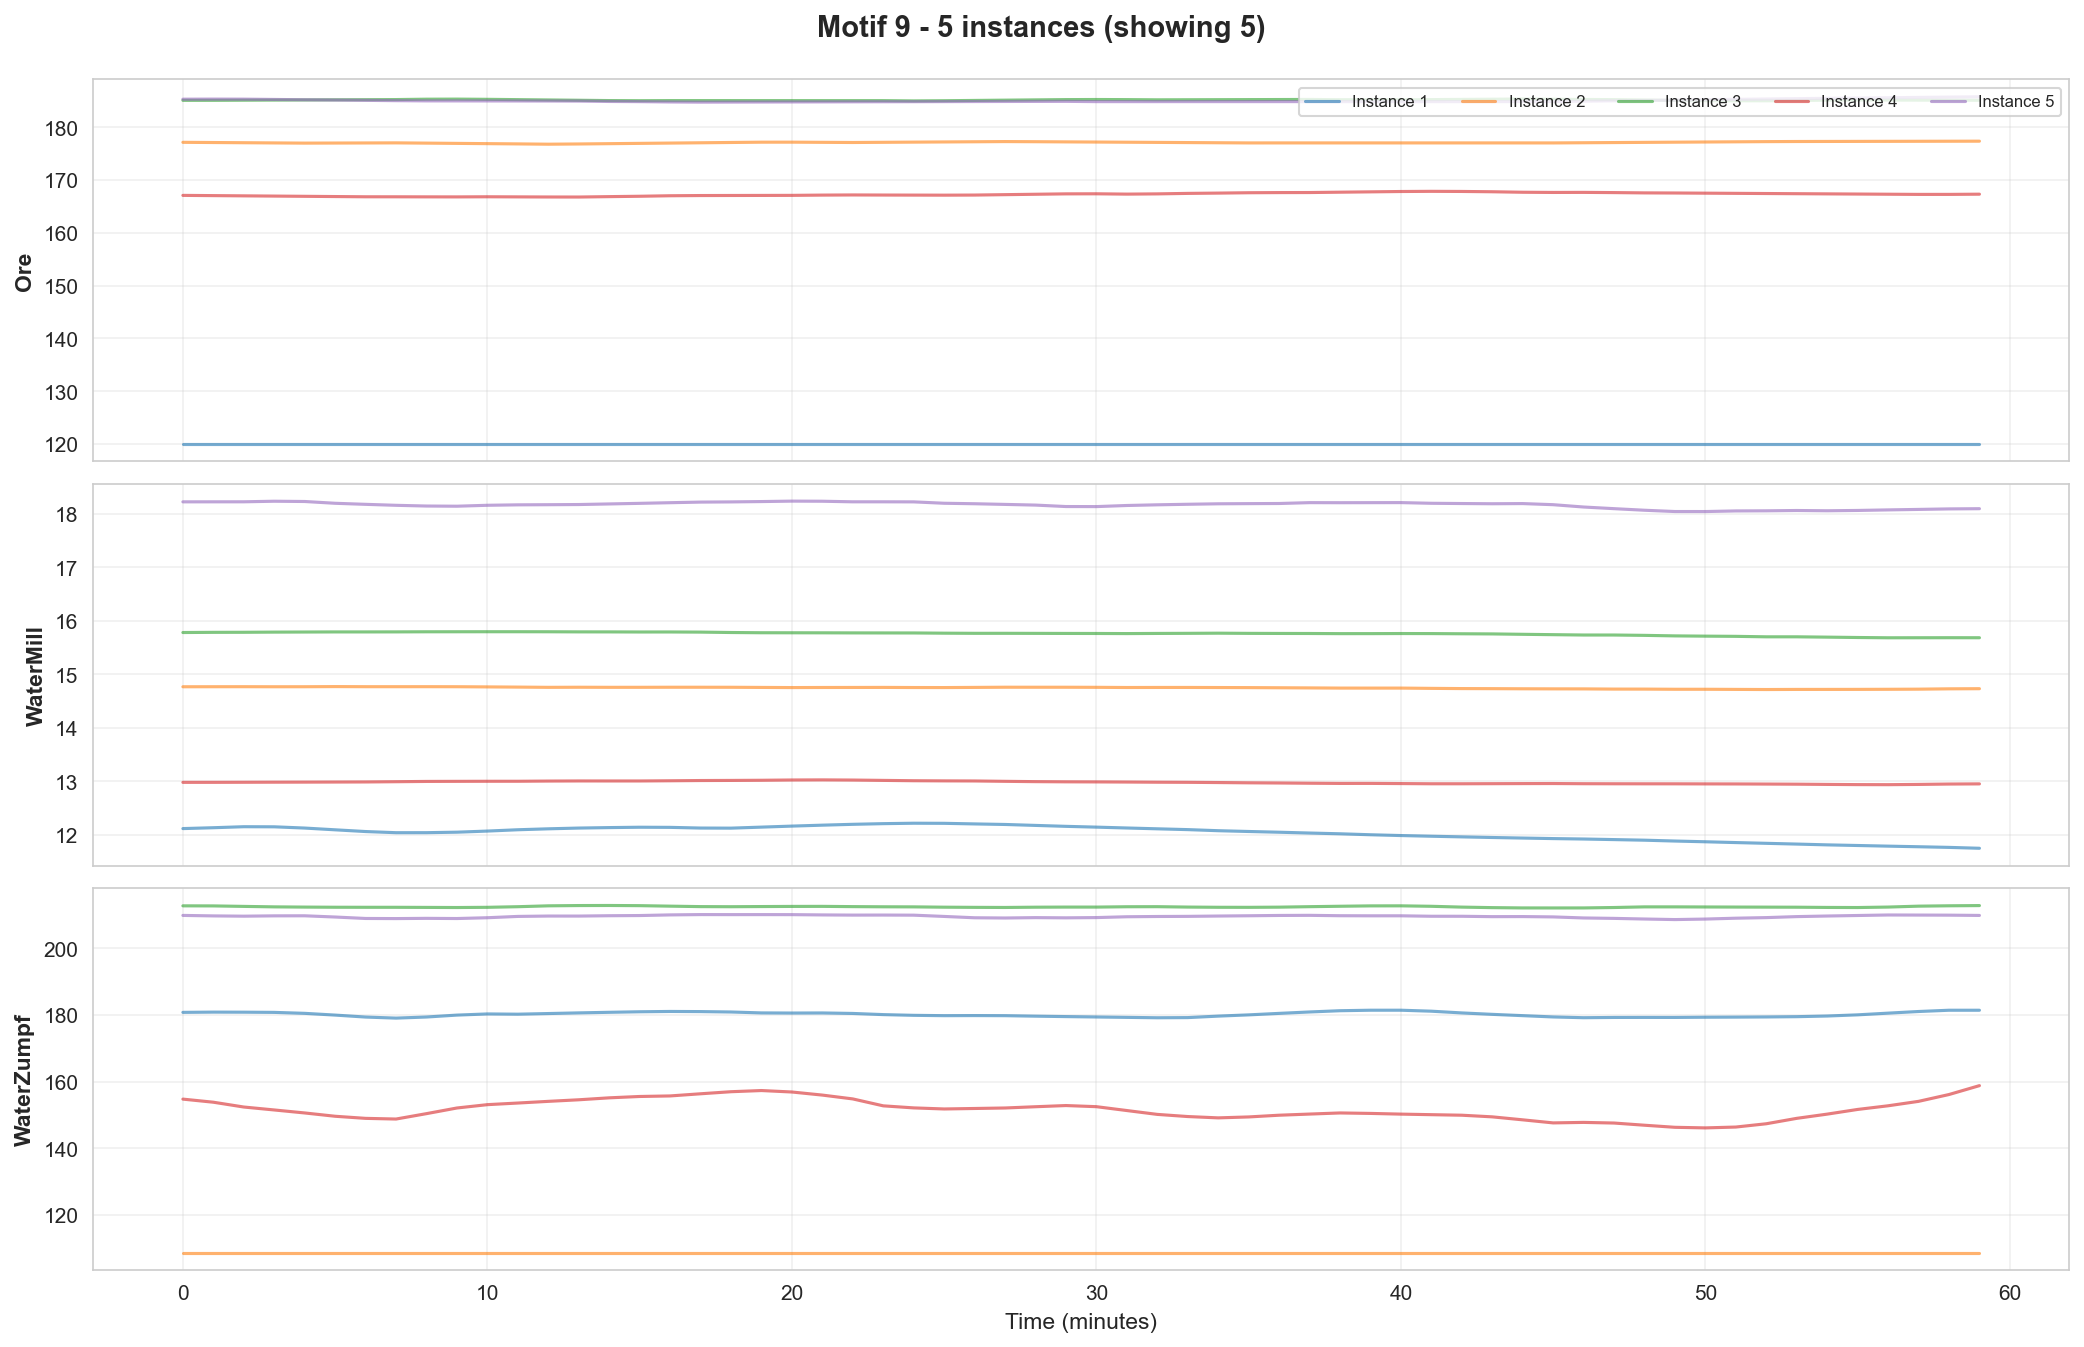 Motif 9 - 5 instances (showing 5)
Instance 1 Instance 2 Instance 3 Instance 4 Instance 5
Ore
180
170
160
150
140
130
120
WaterMill
18
17
16
15
14
13
12
WaterZumpf
200
180
160
140
120
0 10 20 30 40 50 60
Time (minutes)